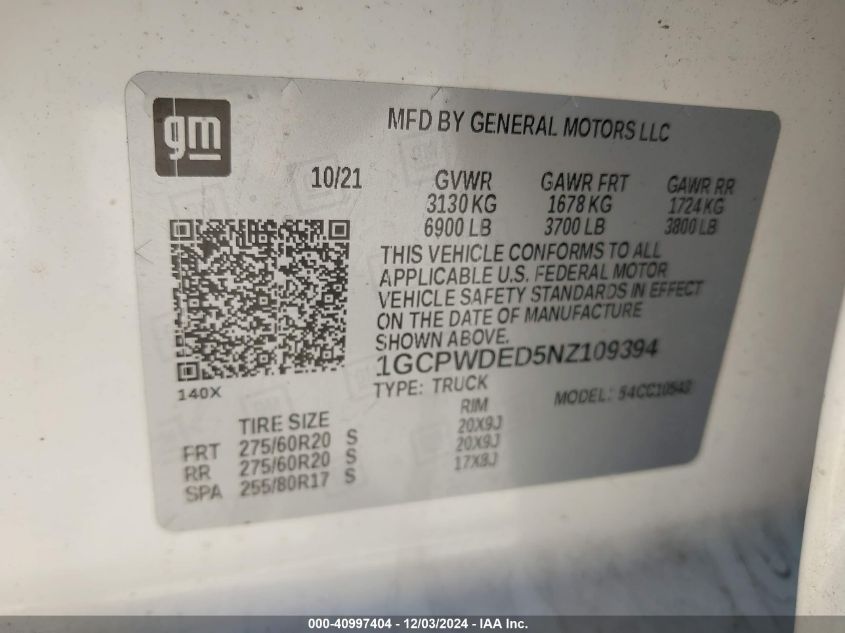 gm
MFD BY GENERAL MOTORS LLC
10/21 GVWR GAWR FRT GAWR RR
3130 KG 1678 KG 1724 KG
6900 LB 3700 LB 3800 LB
THIS VEHICLE CONFORMS TO ALL
APPLICABLE U.S. FEDERAL MOTOR
VEHICLE SAFETY STANDARDS IN EFFECT
ON THE DATE OF MANUFACTURE
SHOWN ABOVE.
1GCPWDED5NZ109394
140X
TYPE: TRUCK MODEL:
TIRE SIZE RIM
FRT 275/60R20 S 20X9J
RR 275/60R20 S 20X9J
SPA 255/80R17 S 17X8J
000-40997404 - 12/03/2024 - IAA Inc.